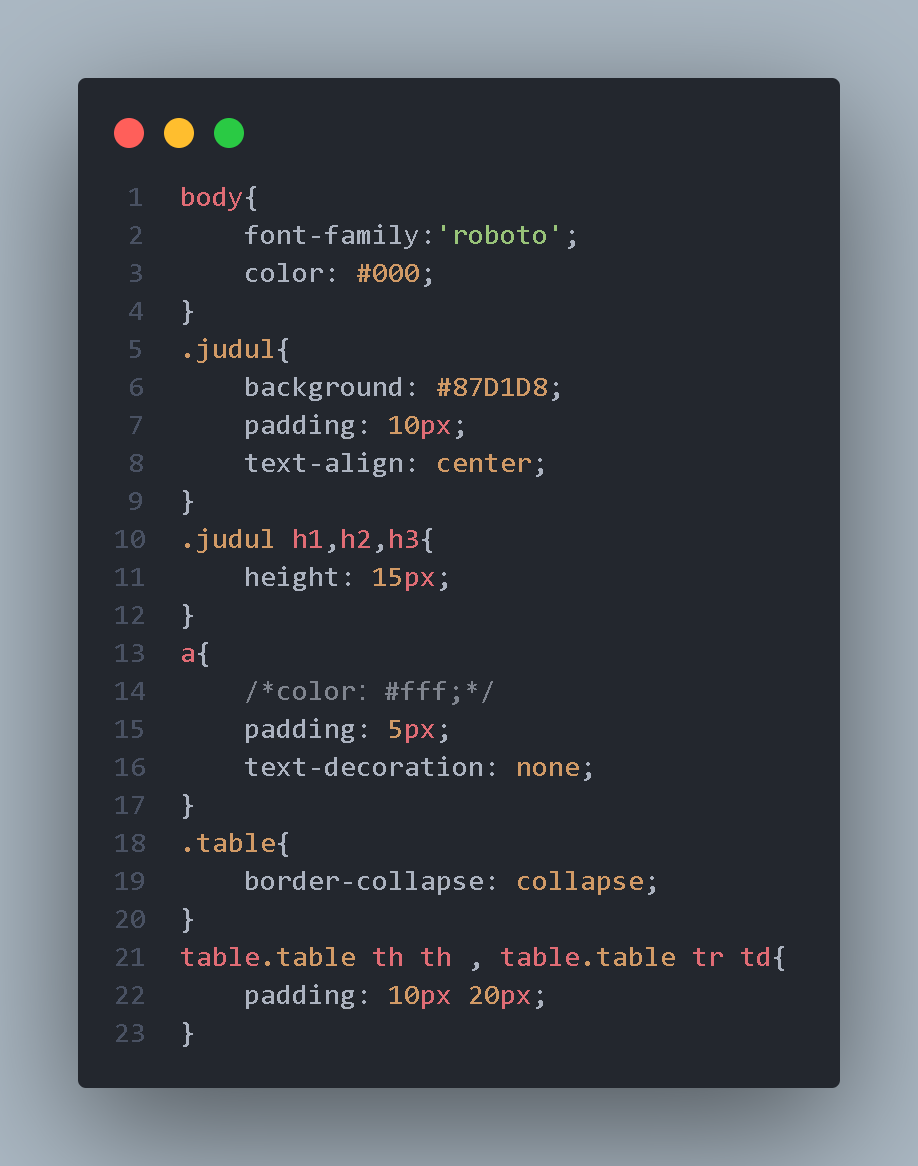 1 body{
2     font-family:'roboto';
3     color: #000;
4 }
5 .judul{
6     background: #87D1D8;
7     padding: 10px;
8     text-align: center;
9 }
10 .judul h1,h2,h3{
11     height: 15px;
12 }
13 a{
14     /*color: #fff;*/
15     padding: 5px;
16     text-decoration: none;
17 }
18 .table{
19     border-collapse: collapse;
20 }
21 table.table th th , table.table tr td{
22     padding: 10px 20px;
23 }